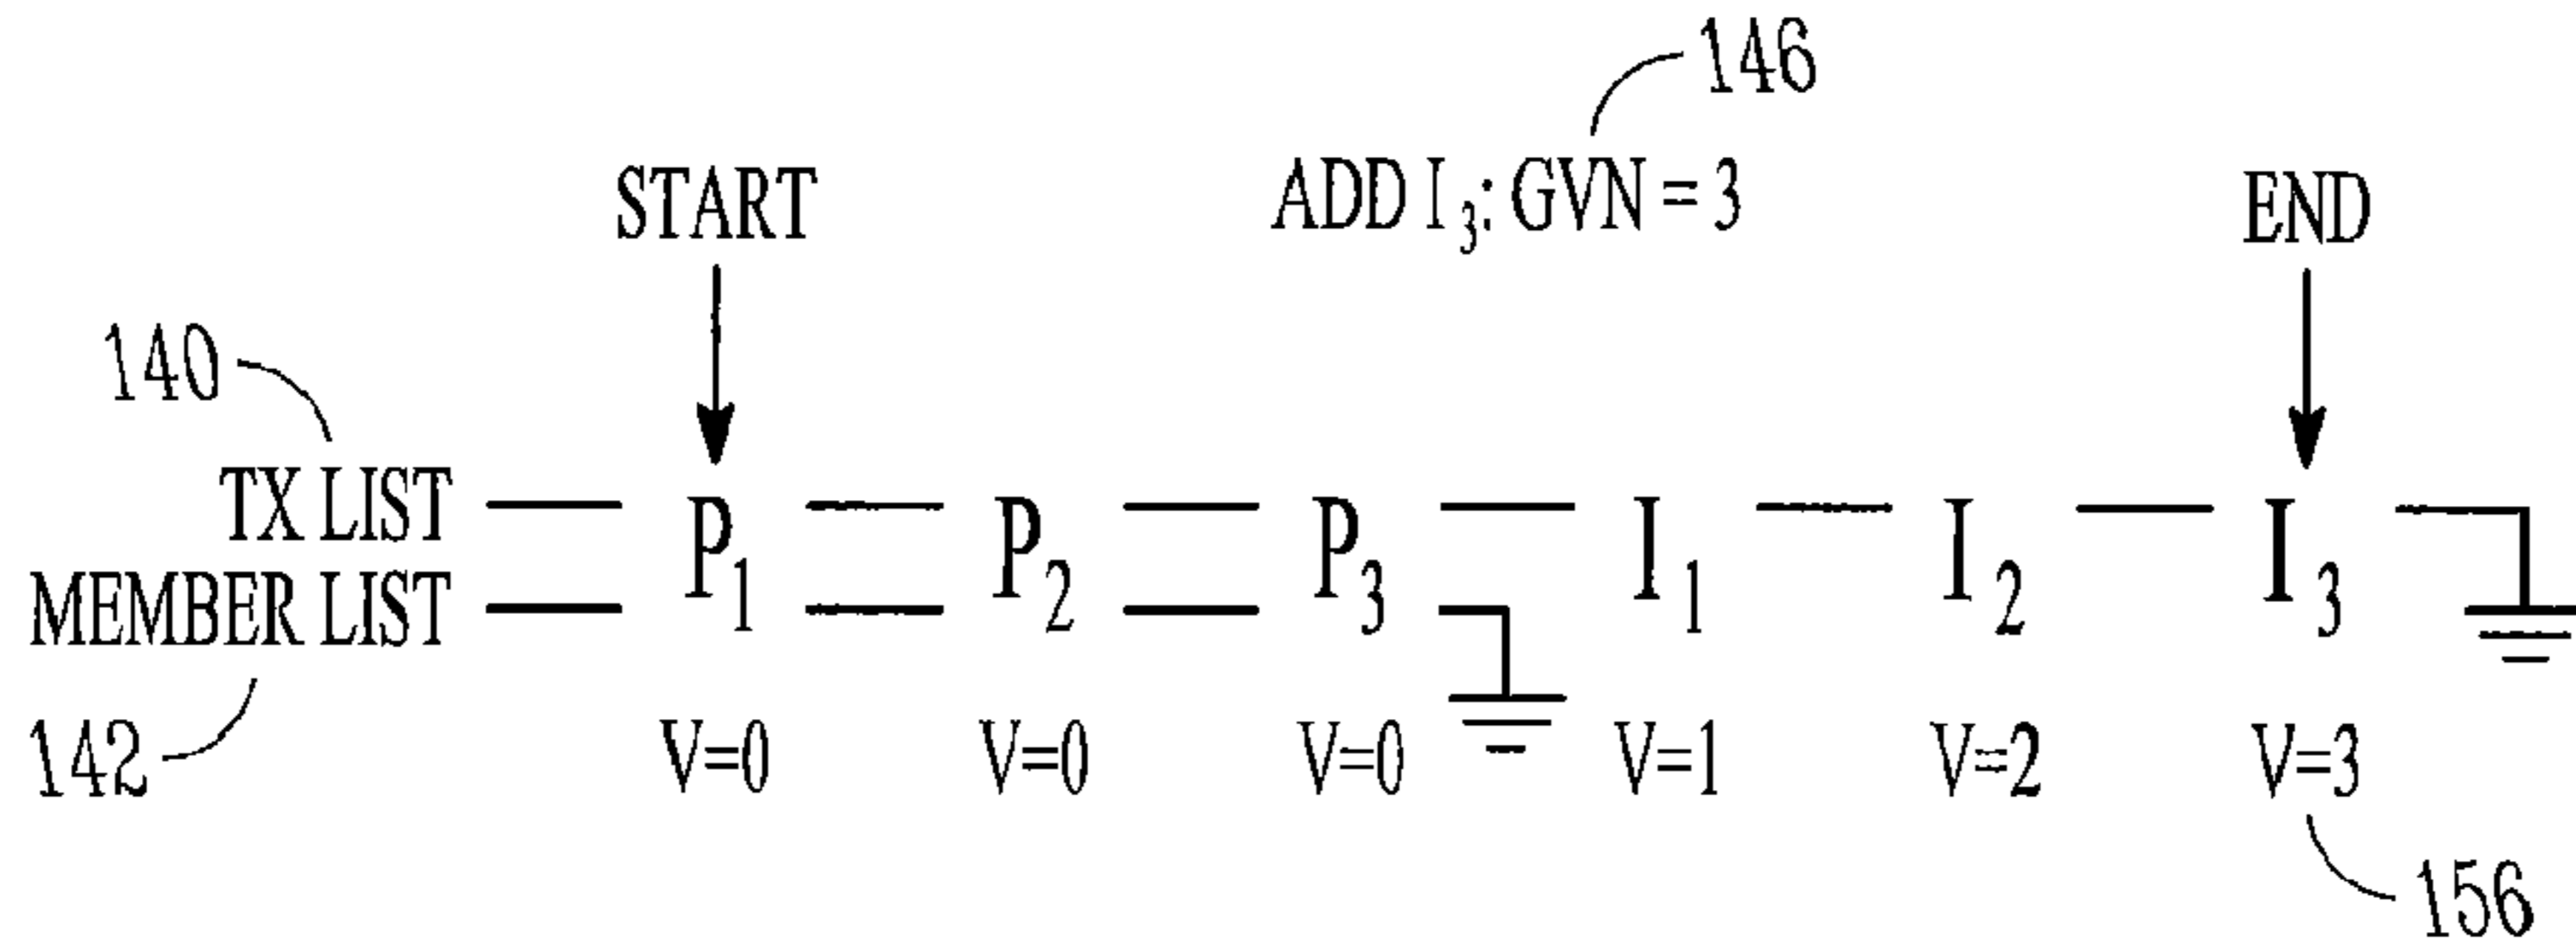 146
START ADD I3: GVN = 3 END
140
TX LIST P1 P2 P3 I1 I2 I3
MEMBER LIST
142 V=0 V=0 V=0 V=1 V=2 V=3
156